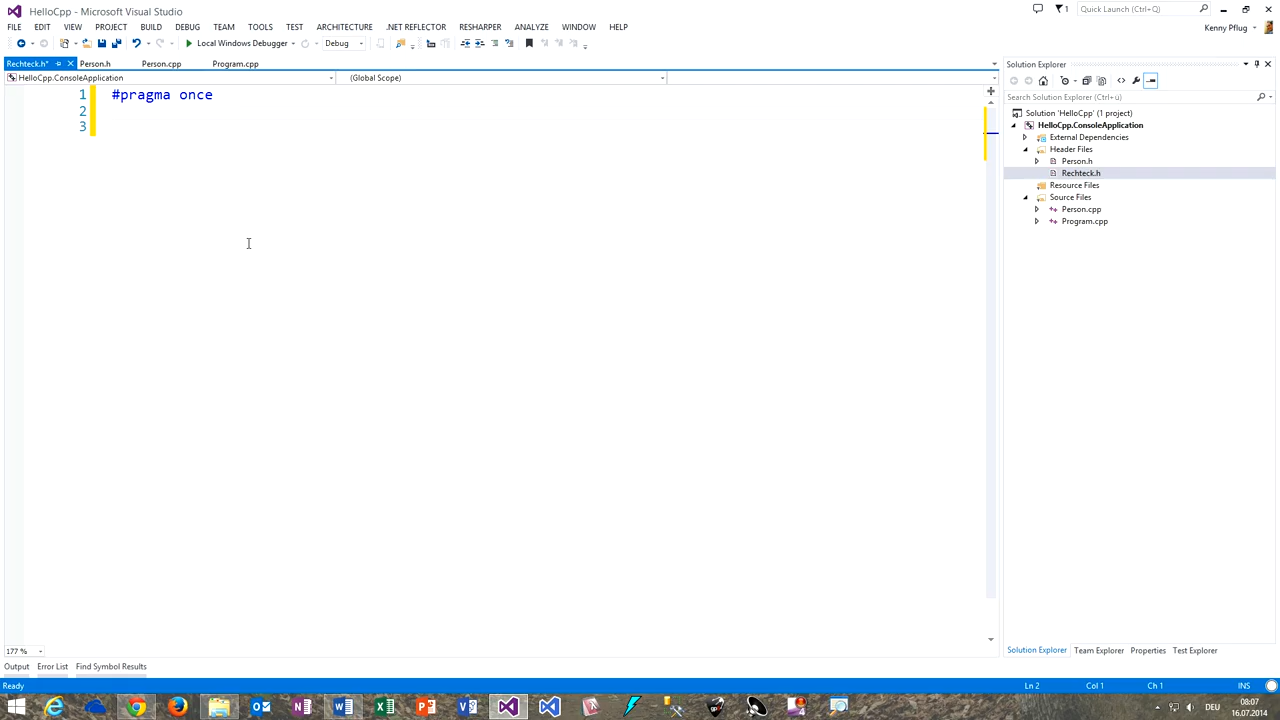 HelloCpp - Microsoft Visual Studio
1
Quick Launch (Ctrl+Q)
FILE EDIT VIEW PROJECT BUILD DEBUG TEAM TOOLS TEST ARCHITECTURE .NET REFLECTOR RESHARPER ANALYZE WINDOW HELP
Kenny Pflug
Local Windows Debugger
Debug
Rechteck.h*
Person.h
Person.cpp
Program.cpp
HelloCpp.ConsoleApplication
(Global Scope)
1 #pragma once
2
3
177 %
Solution Explorer
Search Solution Explorer (Ctrl+ü)
Solution 'HelloCpp' (1 project)
HelloCpp.ConsoleApplication
External Dependencies
Header Files
Person.h
Rechteck.h
Resource Files
Source Files
Person.cpp
Program.cpp
Solution Explorer Team Explorer Properties Test Explorer
Output Error List Find Symbol Results
Ready
Ln 2 Col 1 Ch 1 INS
DEU
08:07
16.07.2014